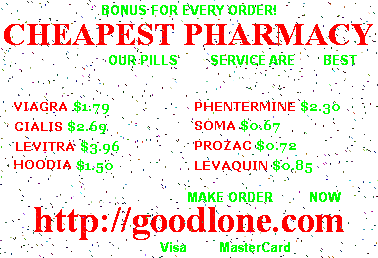 BONUS FOR EVERY ORDER!
CHEAPEST PHARMACY
OUR PILLS SERVICE ARE BEST
VIAGRA $1.79 PHENTERMINE $2.30
CIALIS $2.69 SOMA $0.67
LEVITRA $3.96 PROZAC $0.72
HOODIA $1.50 LEVAQUIN $0.85
MAKE ORDER NOW
http://goodlone.com
Visa MasterCard